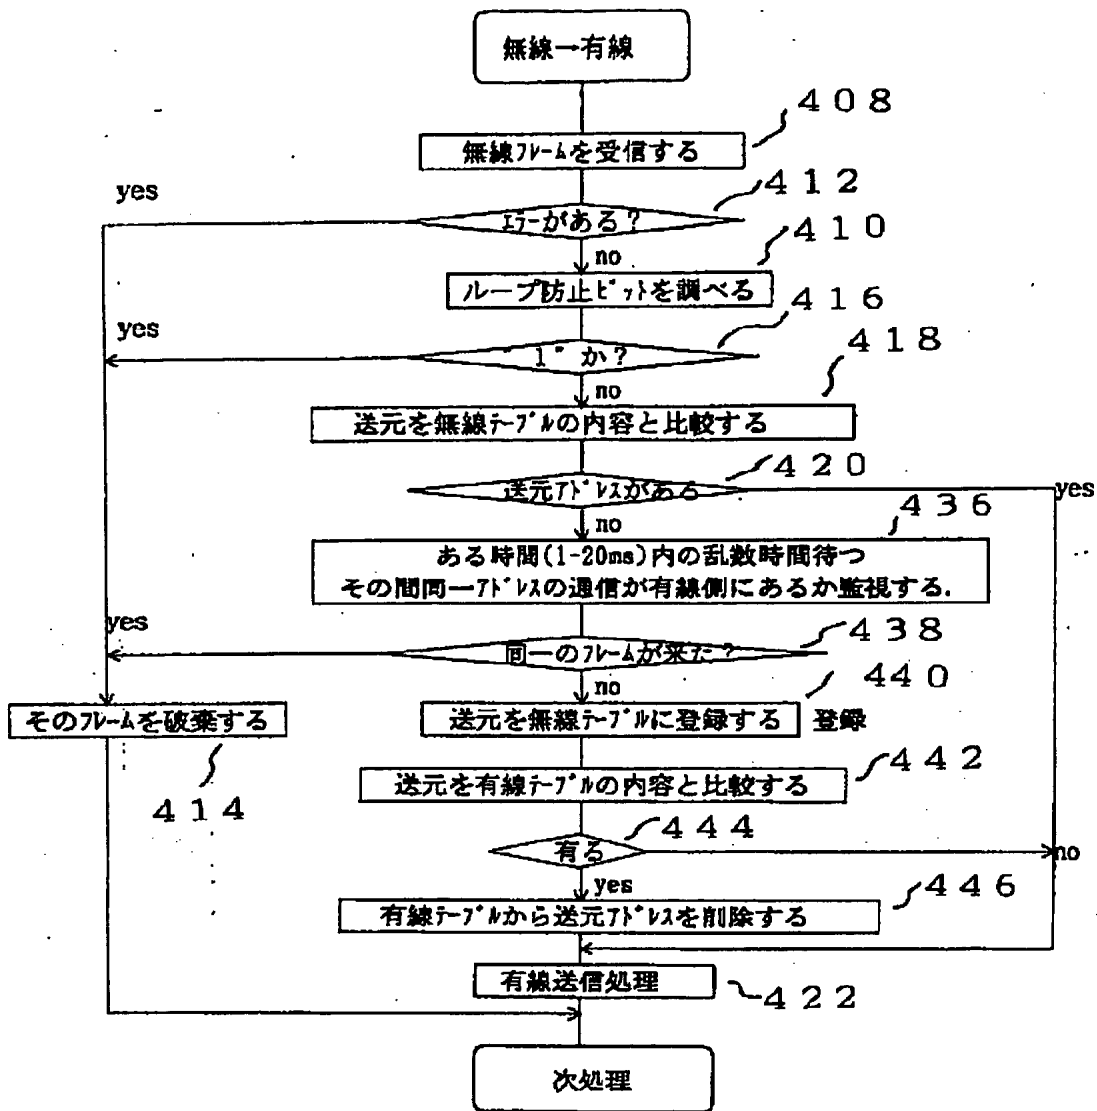 無線→有線
408
無線ﾌﾚｰﾑを受信する
yes
412
ｴﾗｰがある？
410
no
ループ防止ﾋﾞｯﾄを調べる
yes
416
"1"か？
418
no
送元を無線ﾃｰﾌﾞﾙの内容と比較する
420
送元ｱﾄﾞﾚｽがある
yes
436
no
ある時間(1-20ms)内の乱数時間待つ
その間同一ｱﾄﾞﾚｽの通信が有線側にあるか監視する.
yes
438
同一のﾌﾚｰﾑが来た？
440
no
そのﾌﾚｰﾑを破棄する
送元を無線ﾃｰﾌﾞﾙに登録する 登録
442
送元を有線ﾃｰﾌﾞﾙの内容と比較する
414
444
有る
no
yes
446
有線ﾃｰﾌﾞﾙから送元ｱﾄﾞﾚｽを削除する
有線送信処理
422
次処理